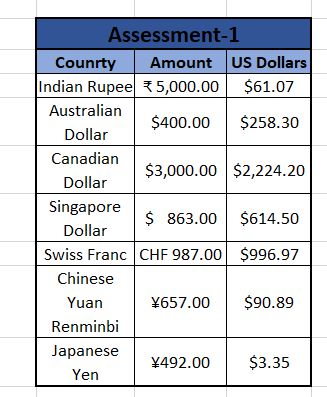 Assessment-1
Counrty Amount US Dollars
Indian Rupee ₹ 5,000.00 $61.07
Australian
Dollar $400.00 $258.30
Canadian
Dollar $3,000.00 $2,224.20
Singapore
Dollar $ 863.00 $614.50
Swiss Franc CHF 987.00 $996.97
Chinese
Yuan ¥657.00 $90.89
Renminbi
Japanese
Yen ¥492.00 $3.35